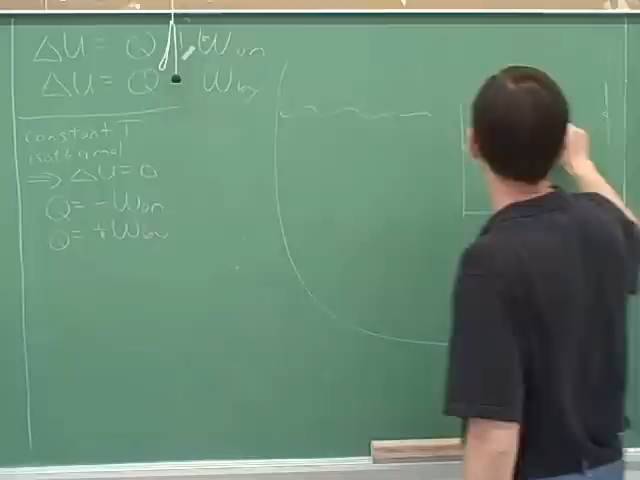 ΔU = Q + Won
ΔU = Q - Wby
constant T
isothermal
⇒ ΔU = 0
Q = -Won
Q = +Wby